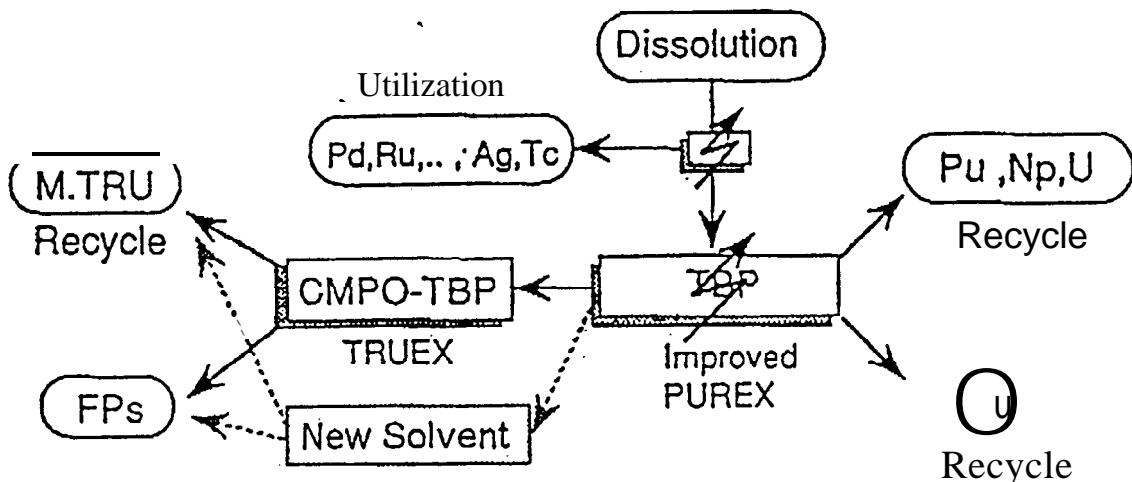 Dissolution
Utilization
Pd,Ru,.. ,·Ag,Tc
Pu ,Np,U
Recycle
M.TRU
Recycle
CMPO-TBP
TRUEX
TBP
Improved
PUREX
FPs
New Solvent
u
Recycle